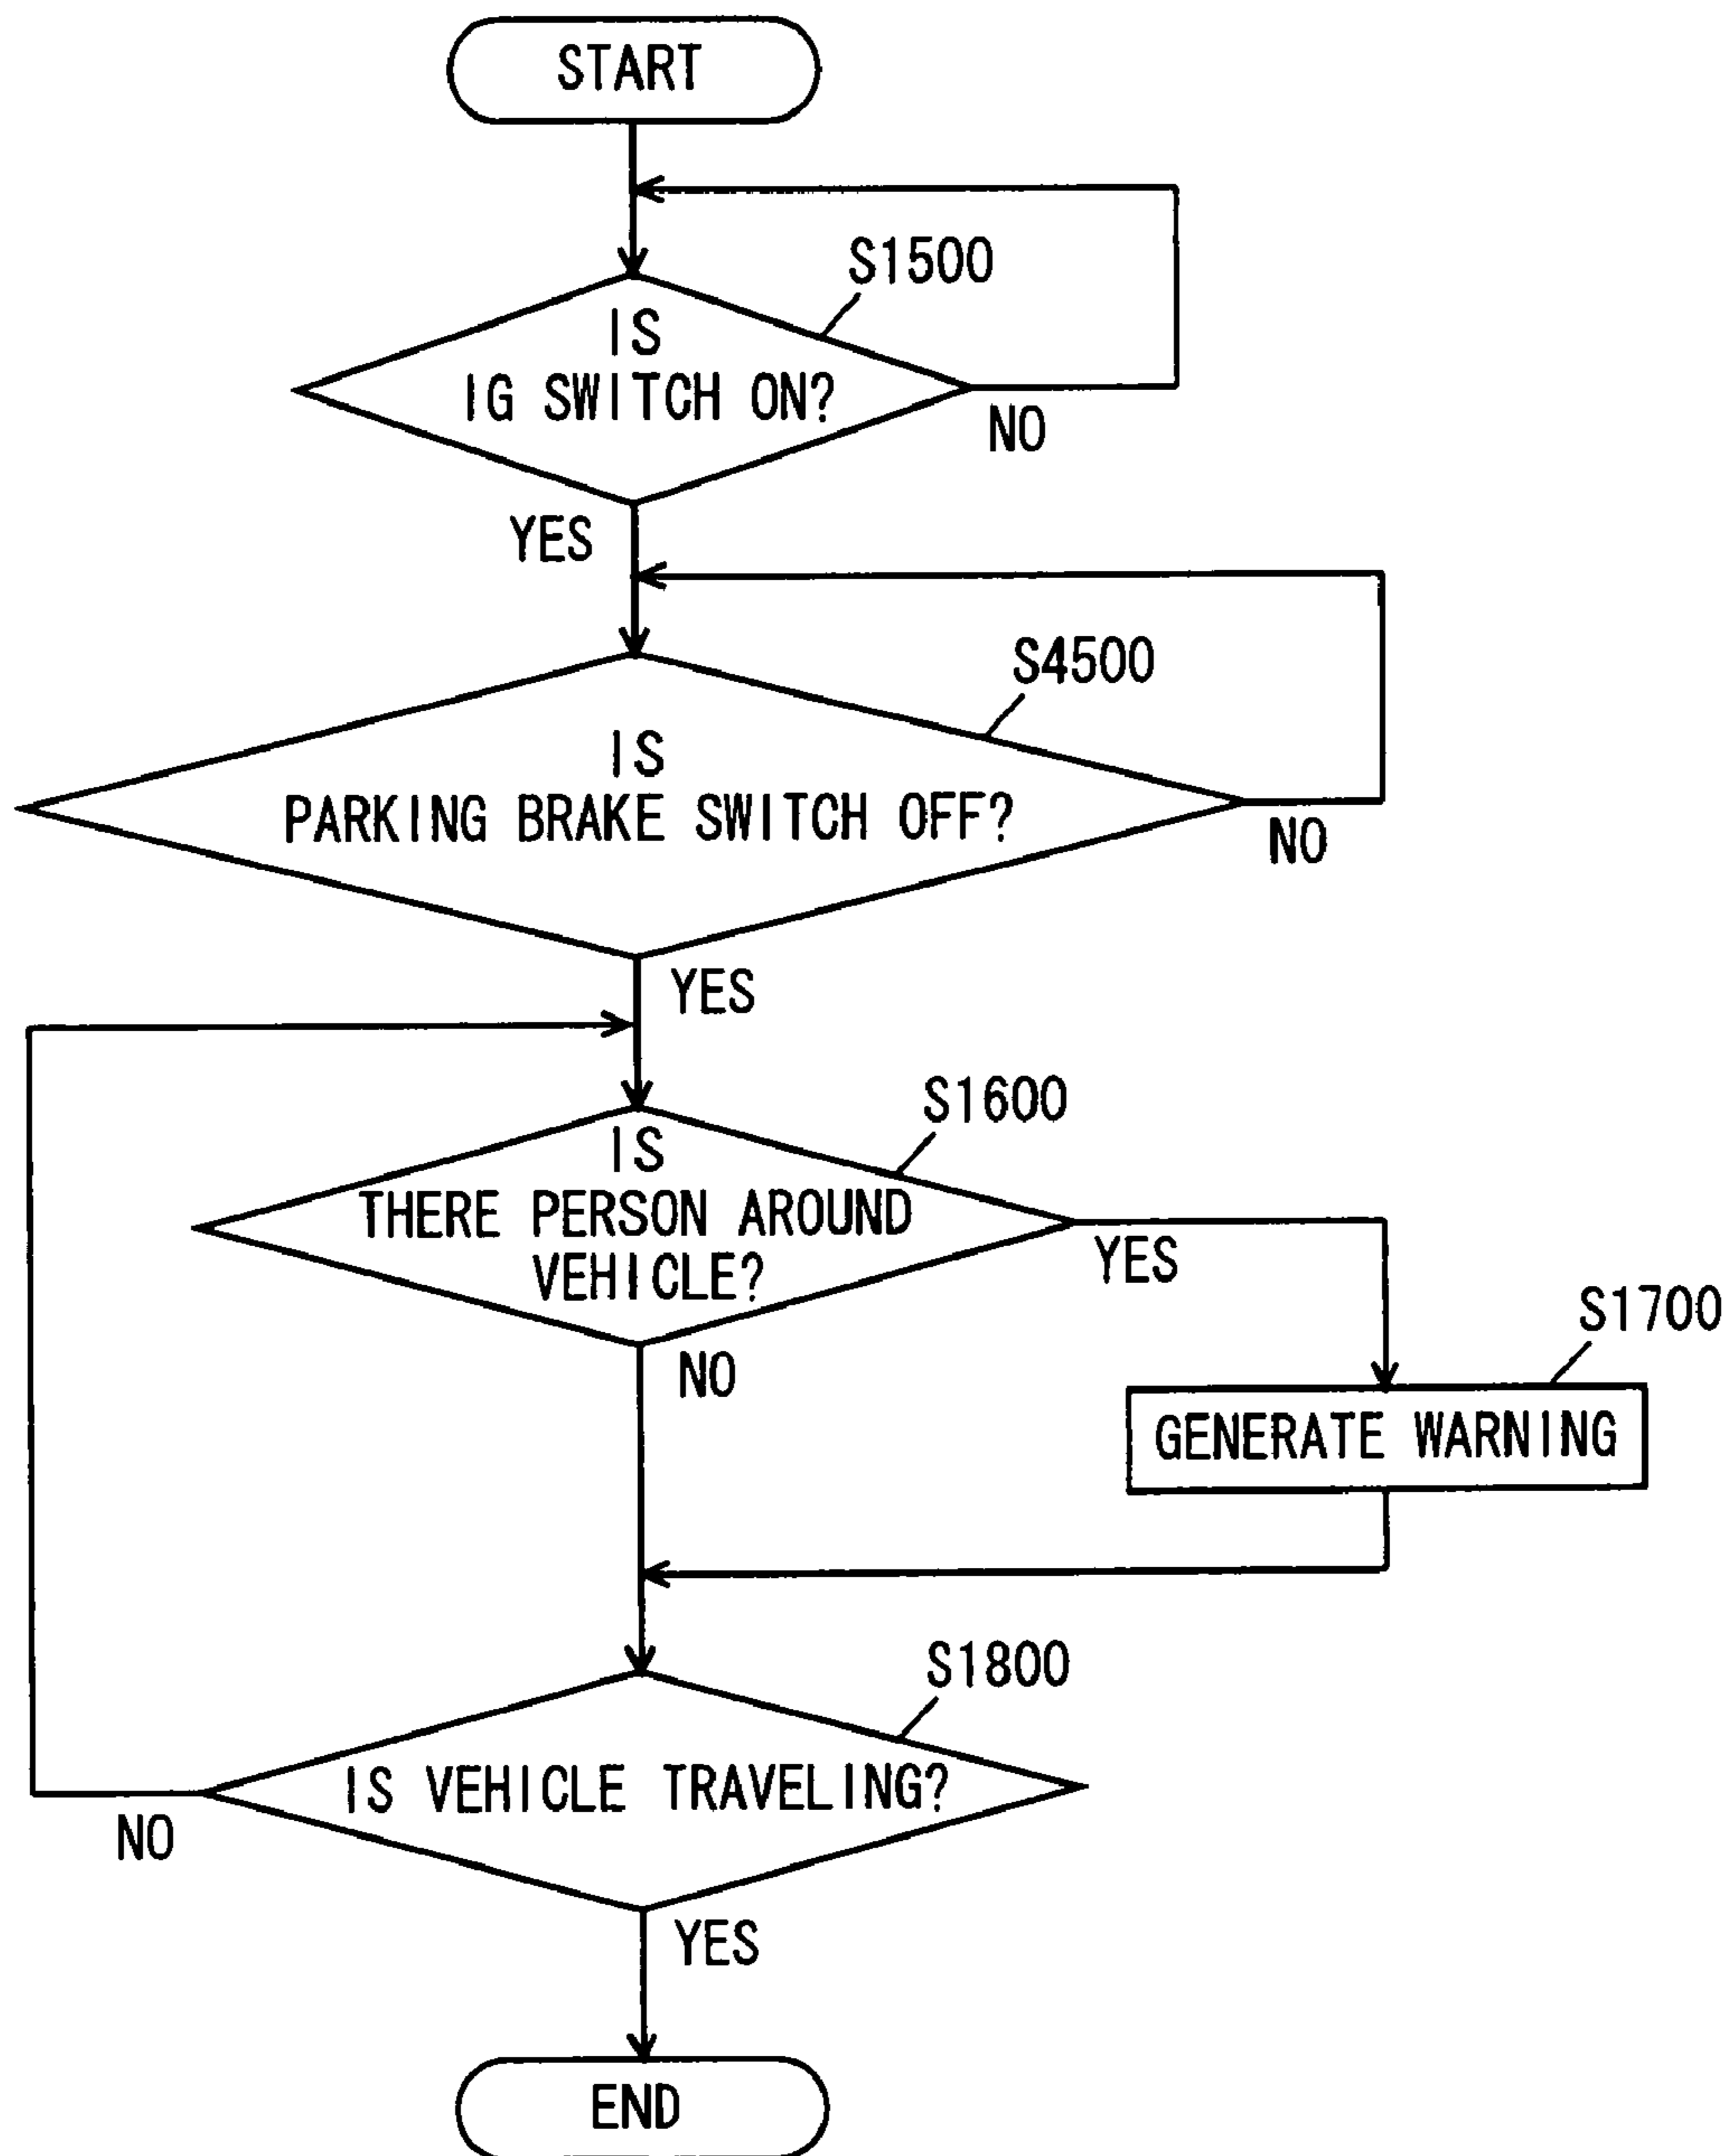 START
S1500
IS
IG SWITCH ON?
NO
YES
S4500
IS
PARKING BRAKE SWITCH OFF?
NO
YES
S1600
IS
THERE PERSON AROUND
VEHICLE?
YES
S1700
NO
GENERATE WARNING
S1800
IS VEHICLE TRAVELING?
NO
YES
END